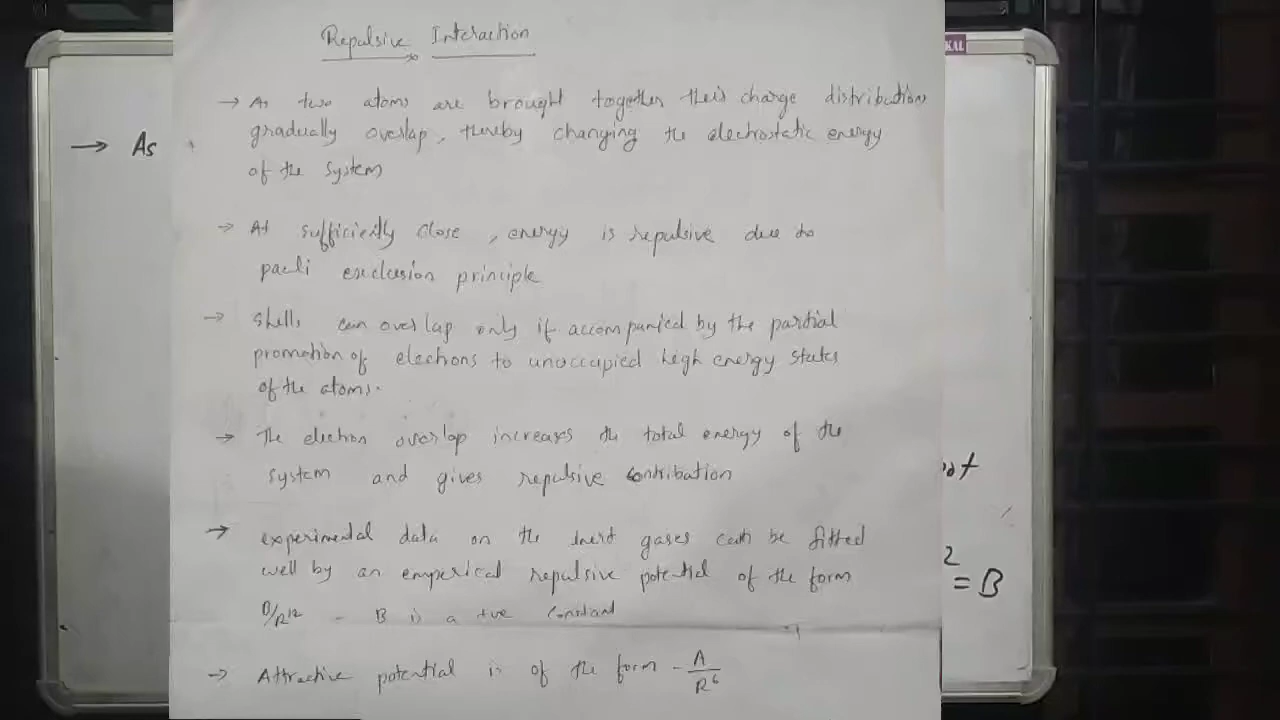 Repulsive Interaction
→ As two atoms are brought together their charge distributions
gradually overlap, thereby changing the electrostatic energy
of the system
→ At sufficiently close, energy is repulsive due to
pauli exclusion principle
→ Shells can overlap only if accompanied by the partial
promotion of electrons to unoccupied high energy states
of the atoms.
→ The electron overlap increases the total energy of the
system and gives repulsive contribution
→ experimental data on the inert gases can be fitted
well by an emperical repulsive potential of the form
B/R¹² - B is a +ve constant
→ Attractive potential is of the form - A/R⁶
→ As
2
= B
KAL